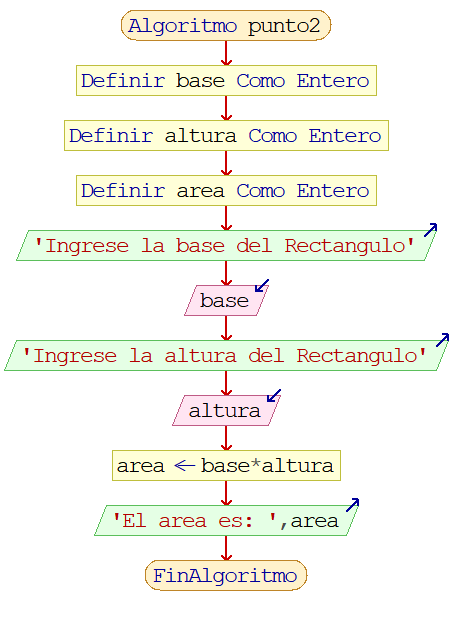 Algoritmo punto2
Definir base Como Entero
Definir altura Como Entero
Definir area Como Entero
'Ingrese la base del Rectangulo'
base
'Ingrese la altura del Rectangulo'
altura
area ← base*altura
'El area es: ',area
FinAlgoritmo